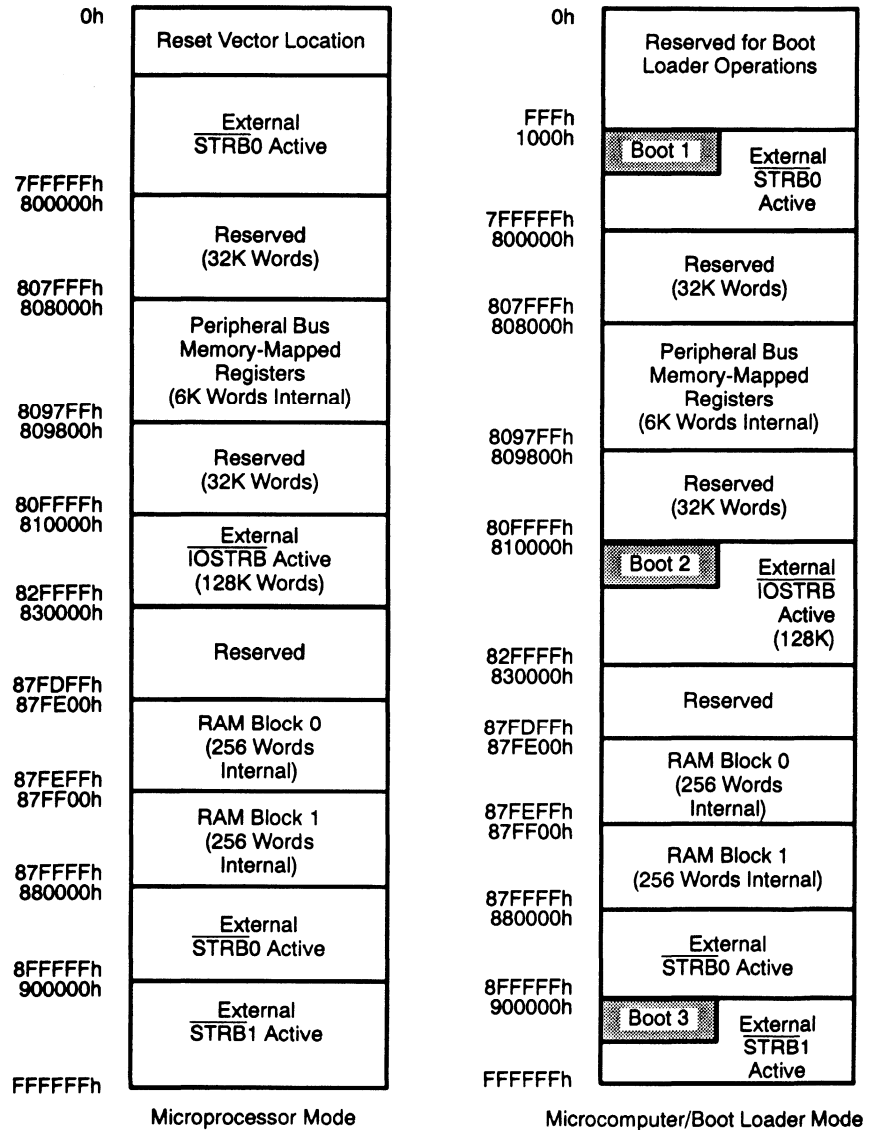 0h
Reset Vector Location
External
STRB0 Active
7FFFFFh
800000h
Reserved
(32K Words)
807FFFh
808000h
Peripheral Bus
Memory-Mapped
Registers
(6K Words Internal)
8097FFh
809800h
Reserved
(32K Words)
80FFFFh
810000h
External
IOSTRB Active
(128K Words)
82FFFFh
830000h
Reserved
87FDFFh
87FE00h
RAM Block 0
(256 Words
Internal)
87FEFFh
87FF00h
RAM Block 1
(256 Words
Internal)
87FFFFh
880000h
External
STRB0 Active
8FFFFFh
900000h
External
STRB1 Active
FFFFFFh
Microprocessor Mode
0h
Reserved for Boot
Loader Operations
FFFh
1000h
Boot 1
External
STRB0
Active
7FFFFFh
800000h
Reserved
(32K Words)
807FFFh
808000h
Peripheral Bus
Memory-Mapped
Registers
(6K Words Internal)
8097FFh
809800h
Reserved
(32K Words)
80FFFFh
810000h
Boot 2
External
IOSTRB
Active
(128K)
82FFFFh
830000h
Reserved
87FDFFh
87FE00h
RAM Block 0
(256 Words
Internal)
87FEFFh
87FF00h
RAM Block 1
(256 Words Internal)
87FFFFh
880000h
External
STRB0 Active
8FFFFFh
900000h
Boot 3
External
STRB1
Active
FFFFFFh
Microcomputer/Boot Loader Mode